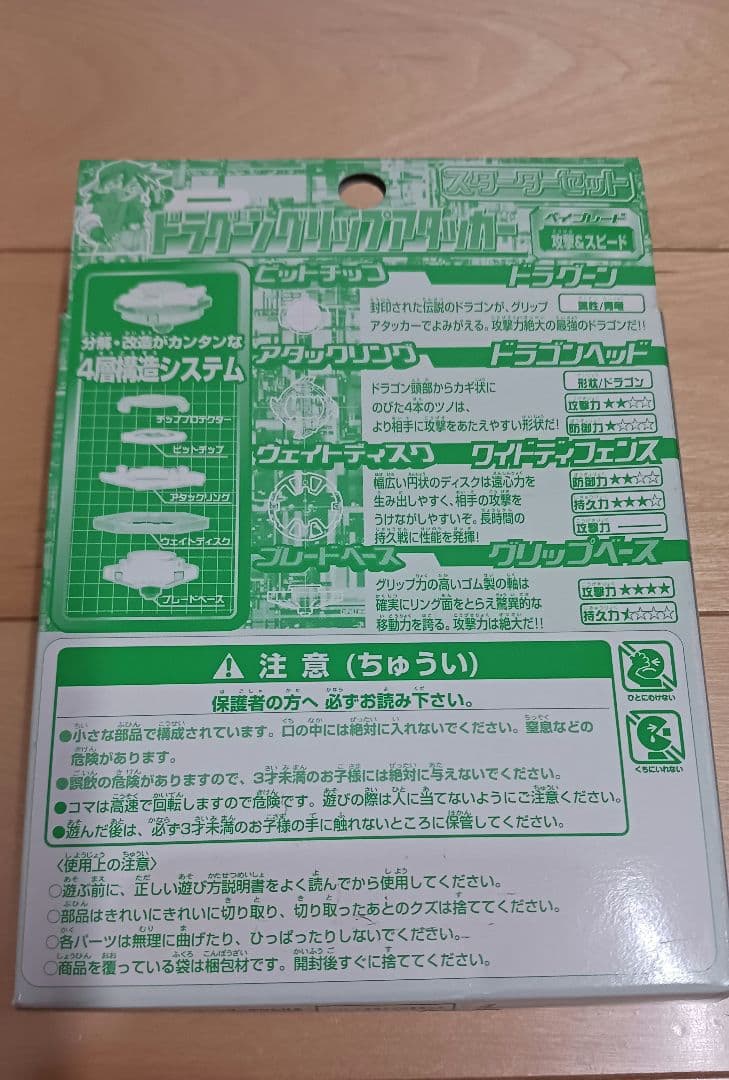 スターターセット
ドラグーングリップアタッカー
ベイブレード
攻撃&スピード
分解・改造がカンタンな
4層構造システム
チッププロテクター
ビットチップ
アタックリング
ウェイトディスク
ブレードベース
ビットチップ
ドラグーン
封印された伝説のドラゴンが、グリップ
アタッカーでよみがえる。攻撃力絶大の最強のドラゴンだ!!
属性/青竜
アタックリング
ドラゴンヘッド
ドラゴン頭部からカギ状に
のびた4本のツノは、
より相手に攻撃をあたえやすい形状だ!
形状/ドラゴン
攻撃力★★☆☆
防御力★☆☆☆
ウェイトディスク
ワイドディフェンス
幅広い円状のディスクは遠心力を
生み出しやすく、相手の攻撃を
うけながしやすいぞ。長時間の
持久戦に性能を発揮!
防御力★★☆☆
持久力★★★☆
攻撃力―
ブレードベース
グリップベース
グリップ力の高いゴム製の軸は
確実にリング面をとらえ驚異的な
移動力を誇る。攻撃力は絶大だ!!
攻撃力★★★★
持久力★☆☆☆
注意(ちゅうい)
保護者の方へ 必ずお読み下さい。
●小さな部品で構成されています。口の中には絶対に入れないでください。窒息などの
危険があります。
●誤飲の危険がありますので、3才未満のお子様には絶対に与えないでください。
●コマは高速で回転しますので危険です。遊びの際は人に当てないようにご注意ください。
●遊んだ後は、必ず3才未満のお子様の手に触れないところに保管してください。
ひとにむけない
くちにいれない
〈使用上の注意〉
○遊ぶ前に、正しい遊び方説明書をよく読んでから使用してください。
○部品はきれいにきれいに切り取り、切り取ったあとのクズは捨ててください。
○各パーツは無理に曲げたり、ひっぱったりしないでください。
○商品を覆っている袋は梱包材です。開封後すぐに捨ててください。